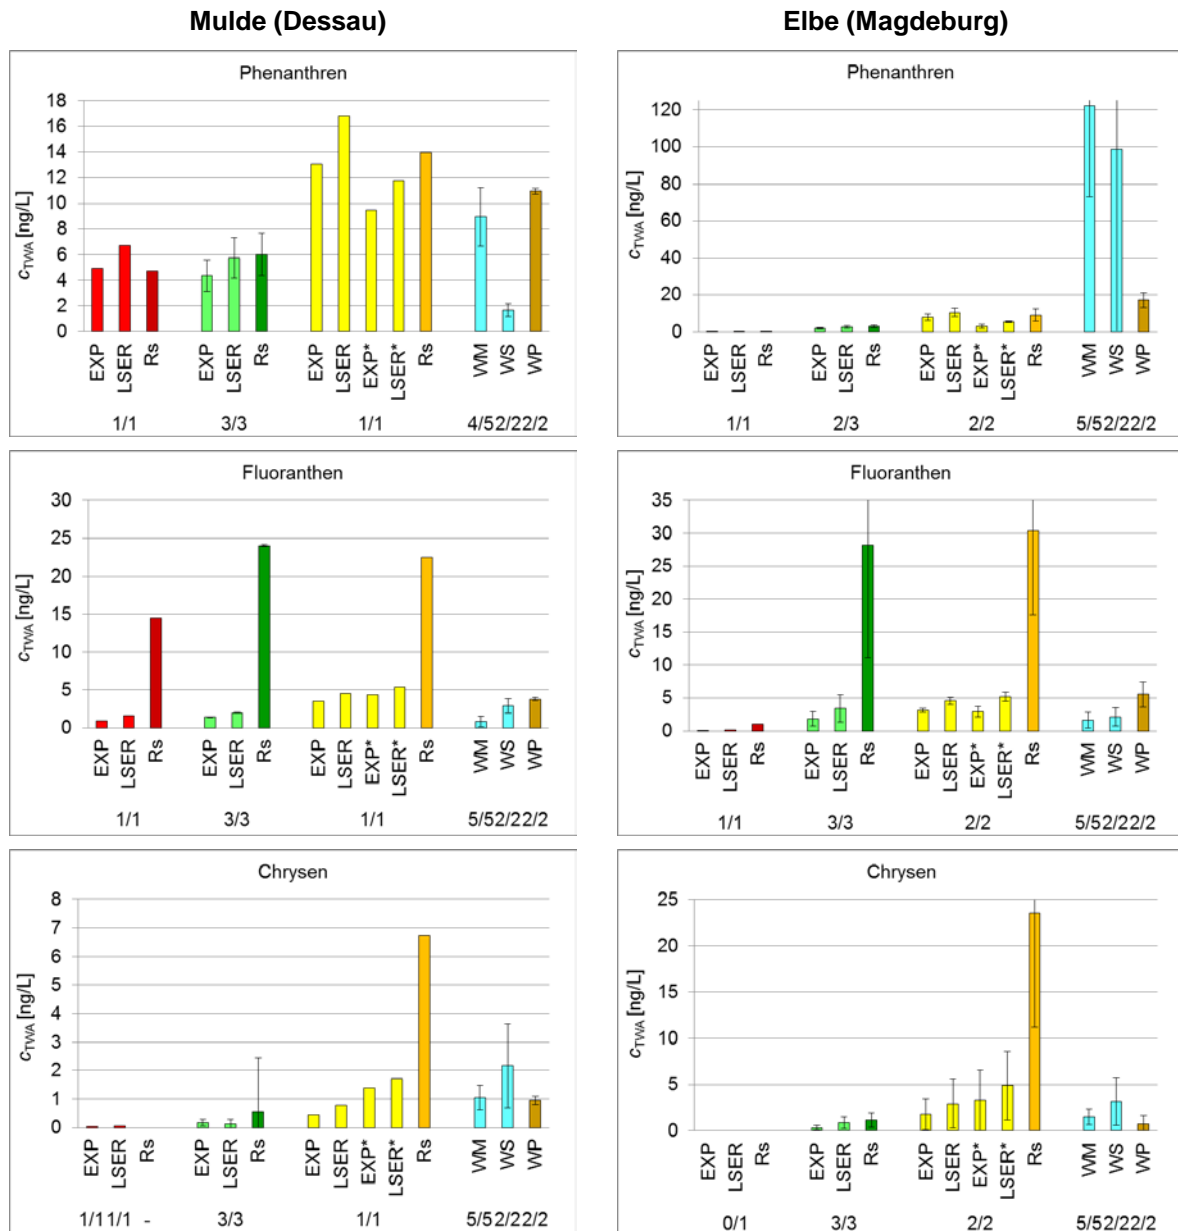 Mulde (Dessau)
Elbe (Magdeburg)
Phenanthren
18
16
14
12
10
8
6
4
2
0
cTWA [ng/L]
EXP
LSER
Rs
EXP
LSER
Rs
EXP
LSER
EXP*
LSER*
Rs
WM
WS
WP
1/1
3/3
1/1
4/52/22/2
Phenanthren
120
100
80
60
40
20
0
cTWA [ng/L]
EXP
LSER
Rs
EXP
LSER
Rs
EXP
LSER
EXP*
LSER*
Rs
WM
WS
WP
1/1
2/3
2/2
5/52/22/2
Fluoranthen
30
25
20
15
10
5
0
cTWA [ng/L]
EXP
LSER
Rs
EXP
LSER
Rs
EXP
LSER
EXP*
LSER*
Rs
WM
WS
WP
1/1
3/3
1/1
5/52/22/2
Fluoranthen
35
30
25
20
15
10
5
0
cTWA [ng/L]
EXP
LSER
Rs
EXP
LSER
Rs
EXP
LSER
EXP*
LSER*
Rs
WM
WS
WP
1/1
3/3
2/2
5/52/22/2
Chrysen
8
7
6
5
4
3
2
1
0
cTWA [ng/L]
EXP
LSER
Rs
EXP
LSER
Rs
EXP
LSER
EXP*
LSER*
Rs
WM
WS
WP
1/11/1 -
3/3
1/1
5/52/22/2
Chrysen
25
20
15
10
5
0
cTWA [ng/L]
EXP
LSER
Rs
EXP
LSER
Rs
EXP
LSER
EXP*
LSER*
Rs
WM
WS
WP
0/1
3/3
2/2
5/52/22/2